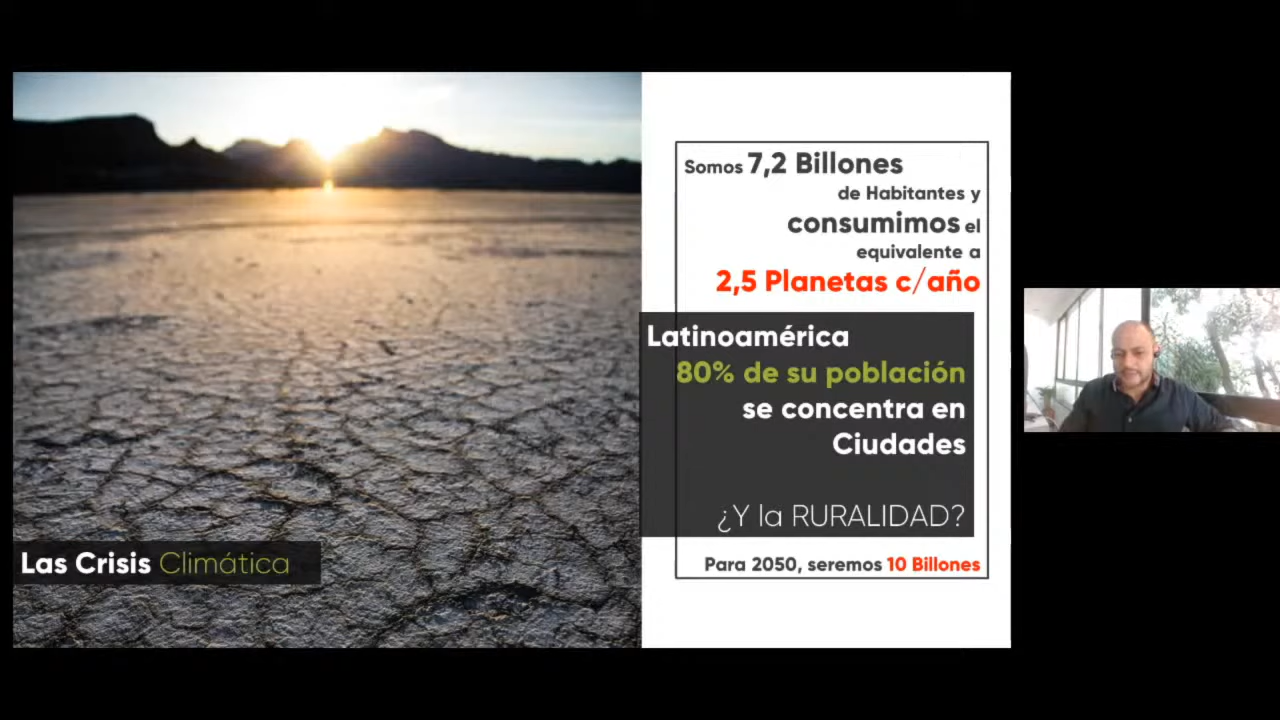 Somos 7,2 Billones
de Habitantes y
consumimos el
equivalente a
2,5 Planetas c/año
Latinoamérica
80% de su población
se concentra en
Ciudades
¿Y la RURALIDAD?
Para 2050, seremos 10 Billones
Las Crisis Climática